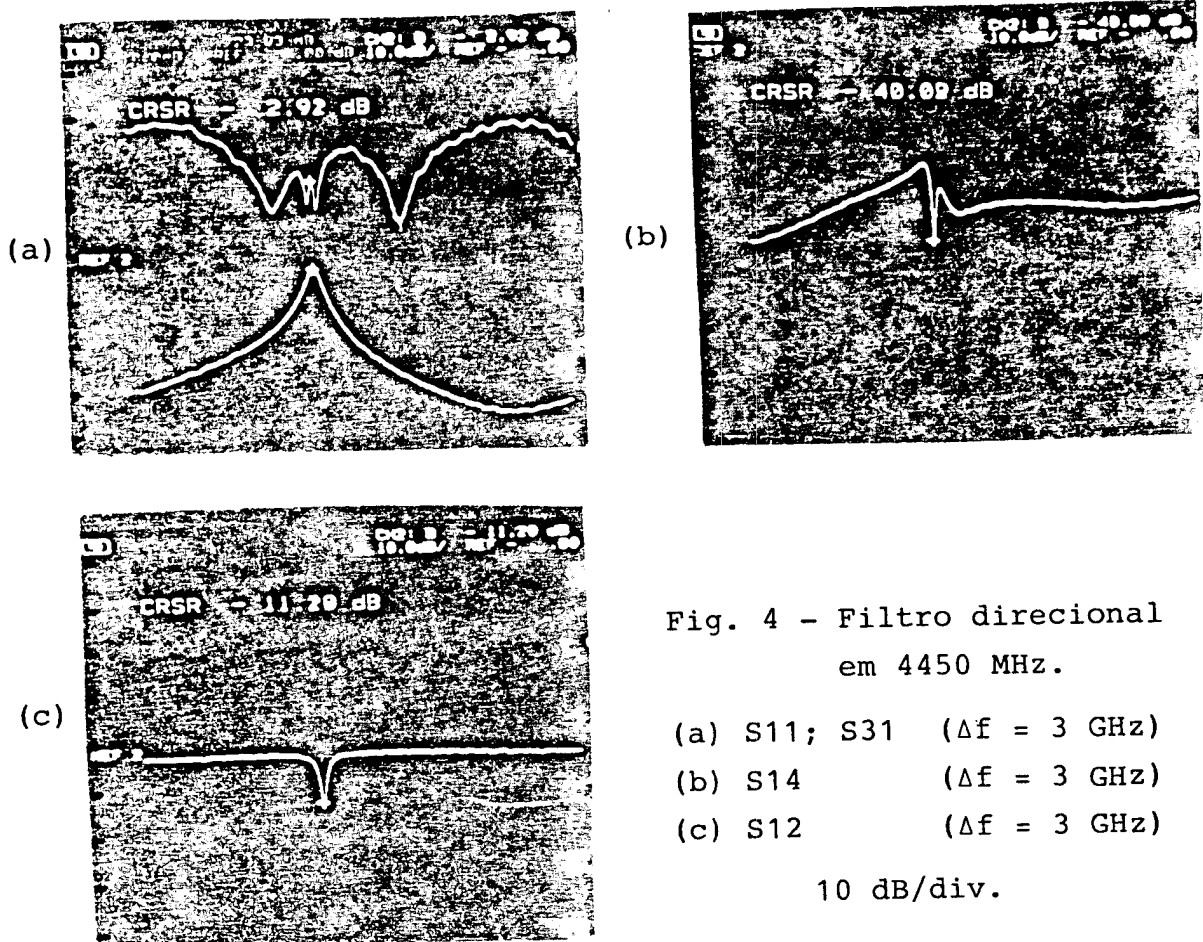 CRSR - 2.92 dB
(a)
CRSR - 40.09 dB
(b)
CRSR - 11.20 dB
(c)
Fig. 4 - Filtro direcional
em 4450 MHz.
(a) S11; S31 (Δf = 3 GHz)
(b) S14 (Δf = 3 GHz)
(c) S12 (Δf = 3 GHz)
10 dB/div.